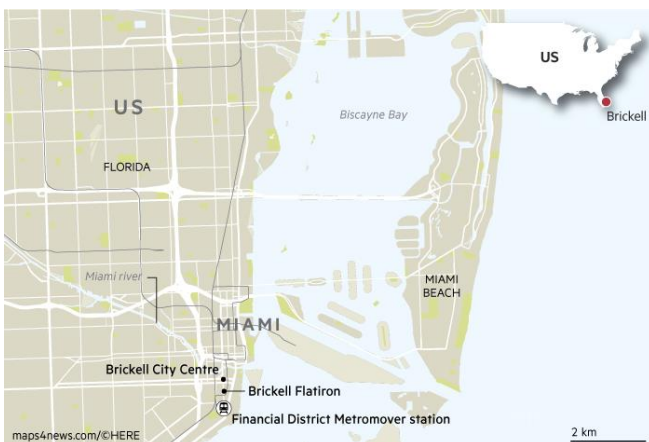 US
Brickell
US
Biscayne Bay
FLORIDA
Miami river
MIAMI
BEACH
MIAMI
Brickell City Centre
Brickell Flatiron
Financial District Metromover station
maps4news.com/©HERE
2 km